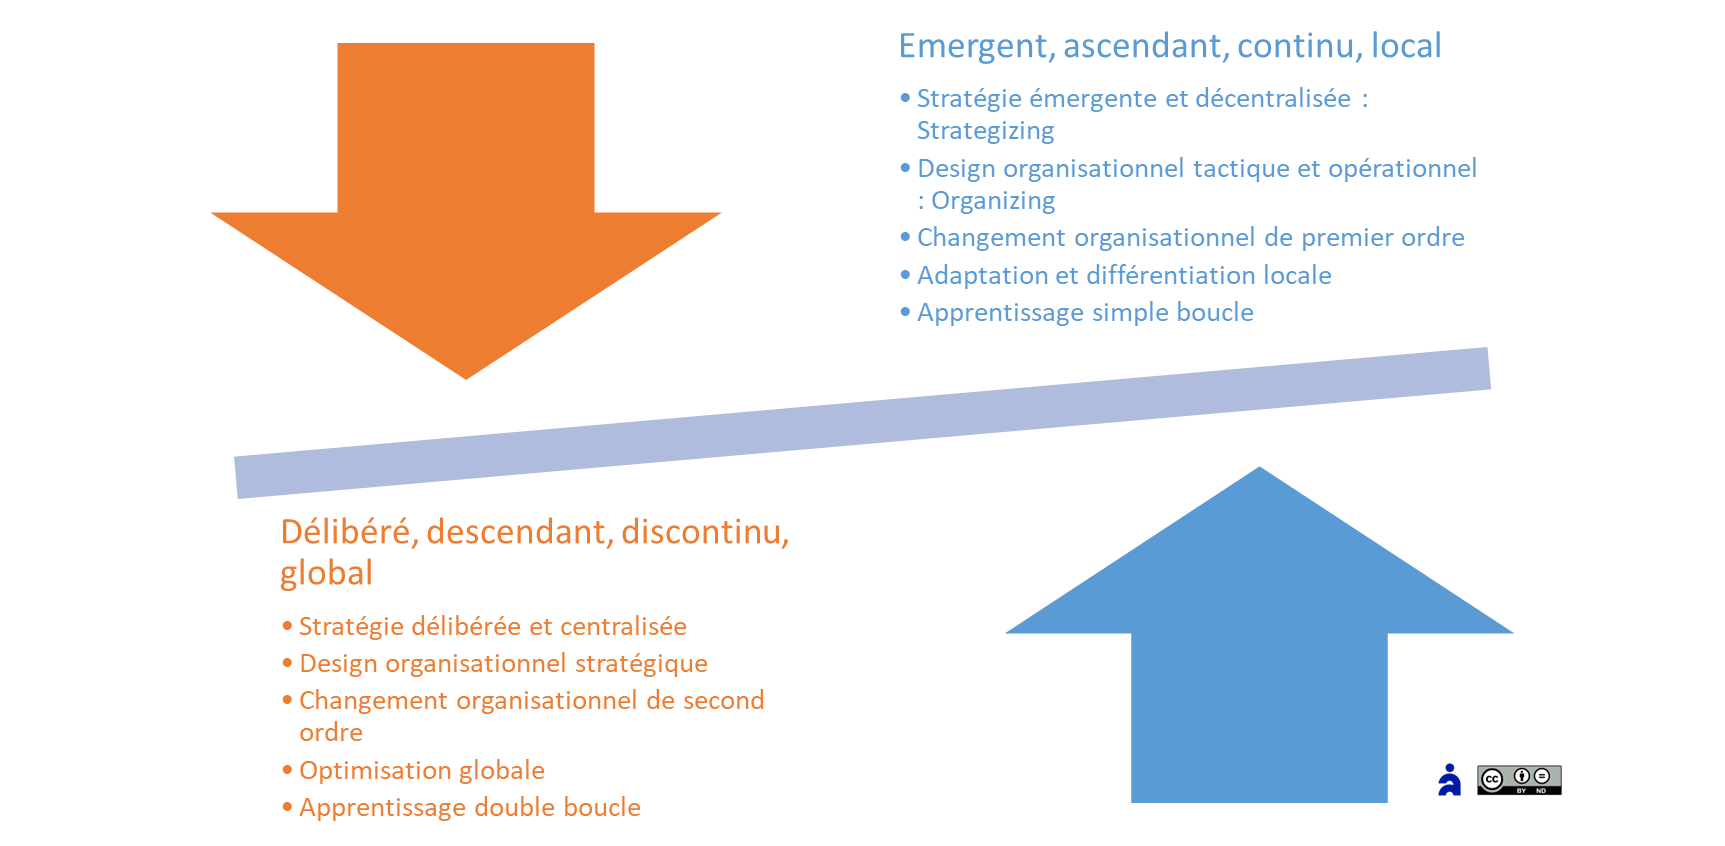 Emergent, ascendant, continu, local
• Stratégie émergente et décentralisée :
Strategizing
• Design organisationnel tactique et opérationnel
: Organizing
• Changement organisationnel de premier ordre
• Adaptation et différentiation locale
• Apprentissage simple boucle
Délibéré, descendant, discontinu,
global
• Stratégie délibérée et centralisée
• Design organisationnel stratégique
• Changement organisationnel de second
ordre
• Optimisation globale
• Apprentissage double boucle
cc
BY ND